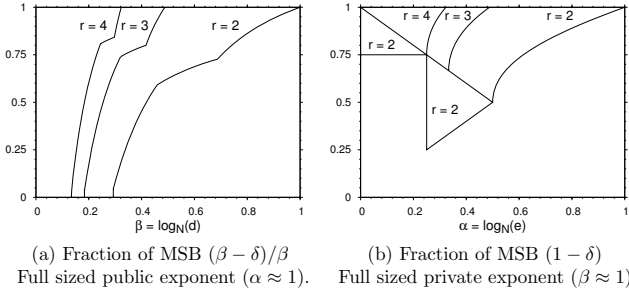 1
0.75
0.5
0.25
0
r = 4
r = 3
r = 2
0
0.2
0.4
0.6
0.8
1
β = logN(d)
(a) Fraction of MSB (β − δ)/β
Full sized public exponent (α ≈ 1).
1
0.75
0.5
0.25
0
r = 4
r = 3
r = 2
r = 2
r = 2
0
0.2
0.4
0.6
0.8
1
α = logN(e)
(b) Fraction of MSB (1 − δ)
Full sized private exponent (β ≈ 1)